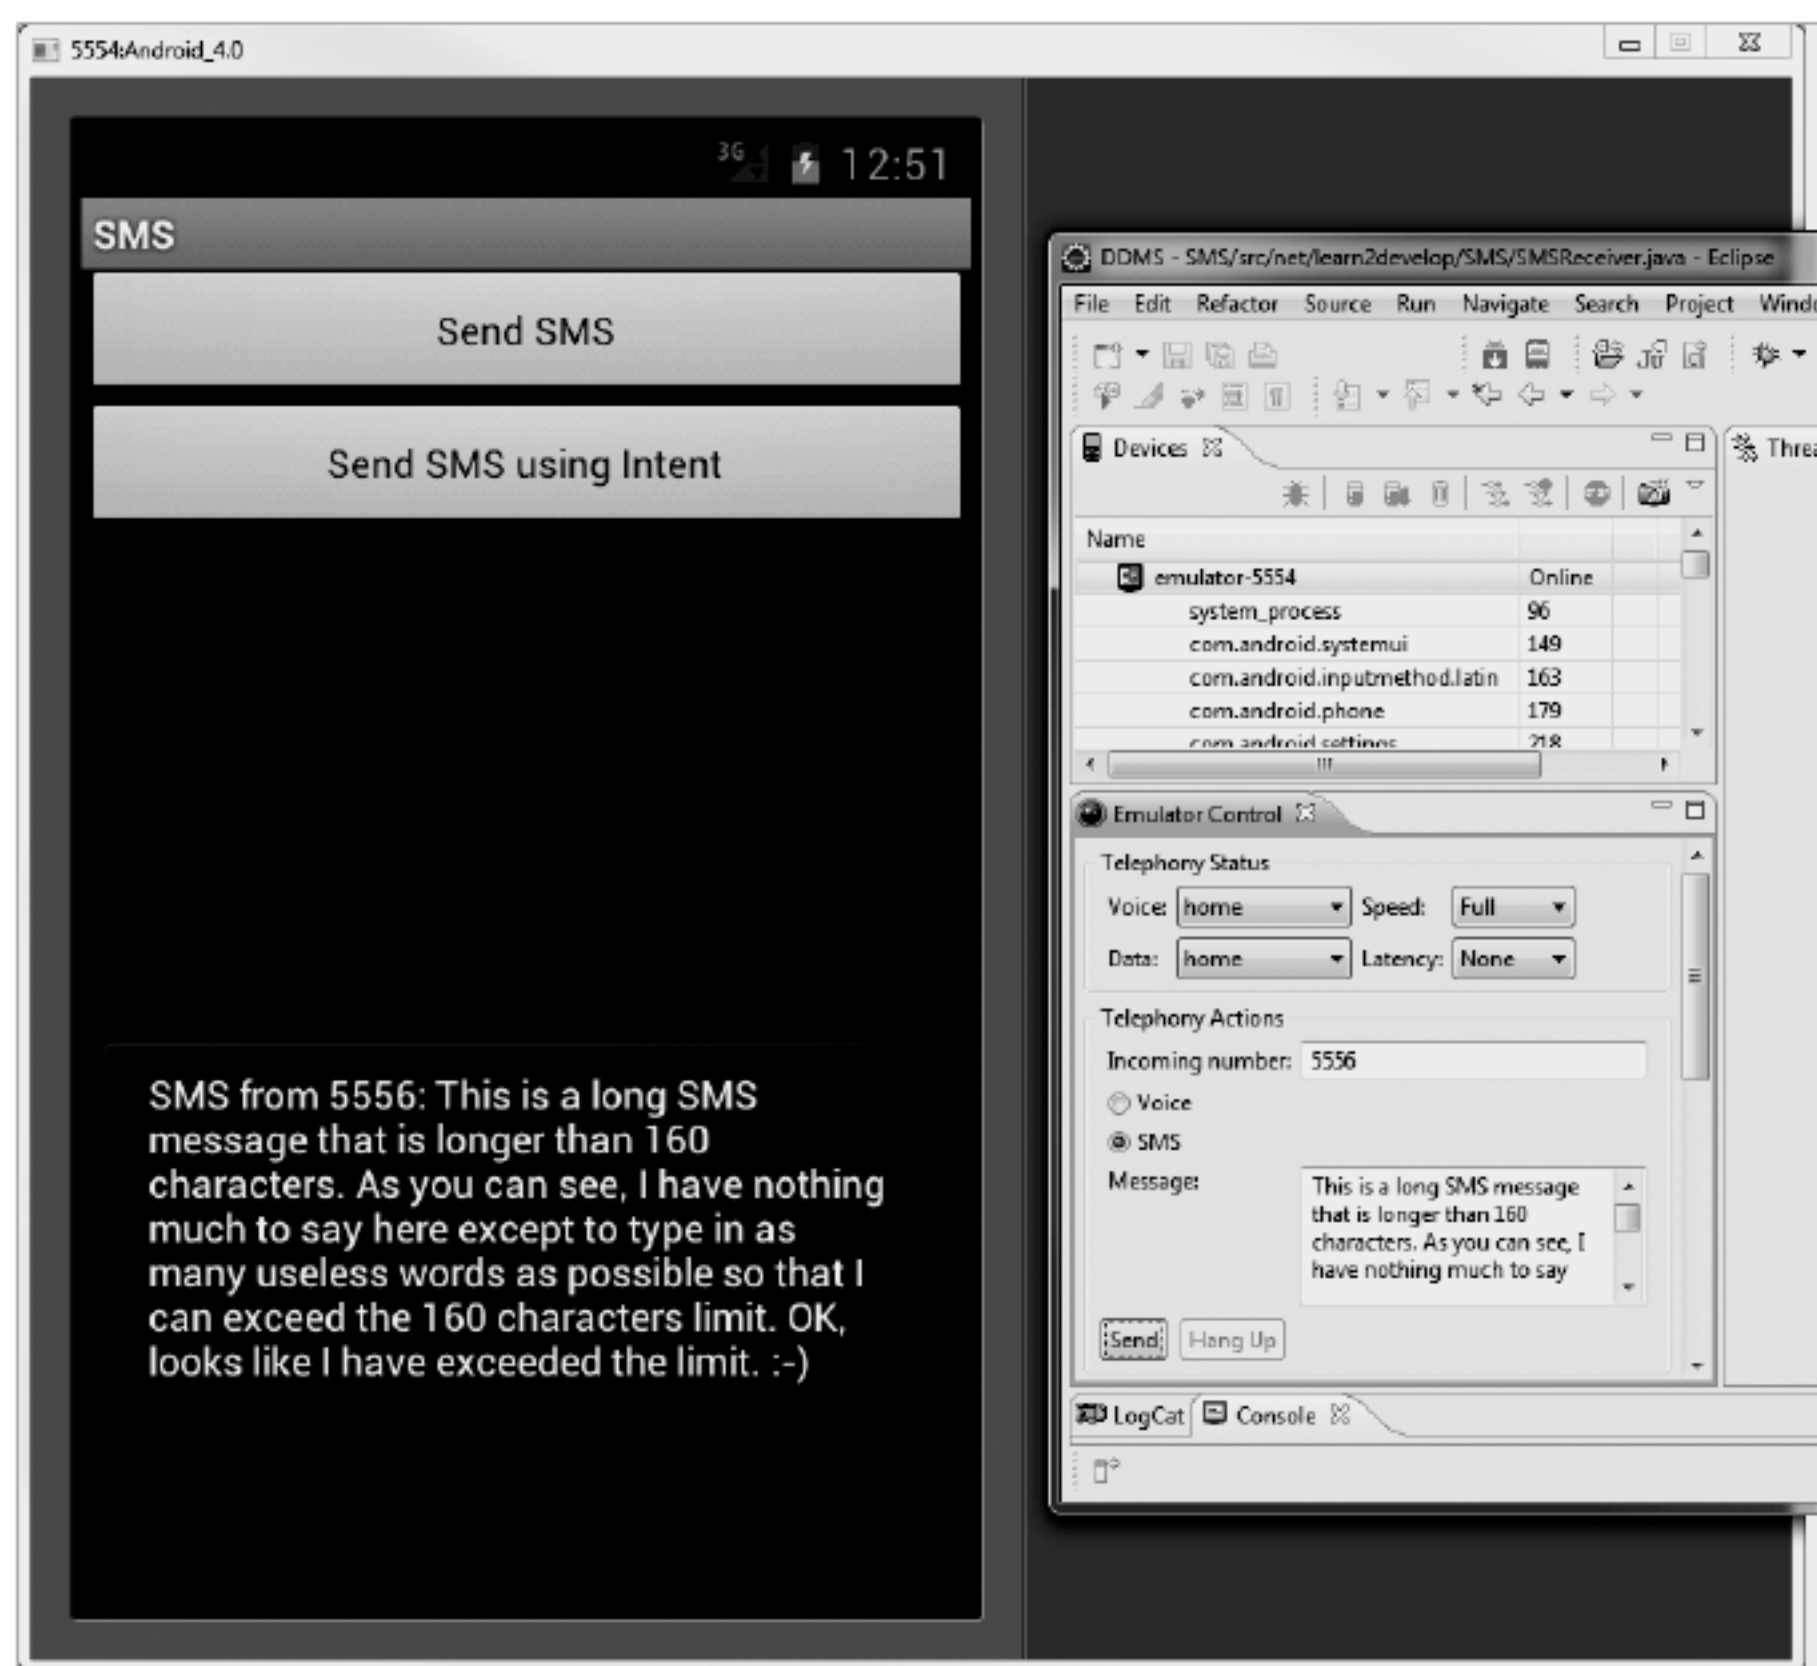 5554:Android_4.0
3G 12:51
SMS
Send SMS
Send SMS using Intent
SMS from 5556: This is a long SMS
message that is longer than 160
characters. As you can see, I have nothing
much to say here except to type in as
many useless words as possible so that I
can exceed the 160 characters limit. OK,
looks like I have exceeded the limit. :-)
DDMS - SMS/src/net/learn2develop/SMS/SMSReceiver.java - Eclipse
File Edit Refactor Source Run Navigate Search Project Windo
Devices
Threa
Name
emulator-5554 Online
system_process 96
com.android.systemui 149
com.android.inputmethod.latin 163
com.android.phone 179
com.android.settings 218
Emulator Control
Telephony Status
Voice: home Speed: Full
Data: home Latency: None
Telephony Actions
Incoming number: 5556
Voice
SMS
Message: This is a long SMS message
that is longer than 160
characters. As you can see, I
have nothing much to say
Send Hang Up
LogCat Console